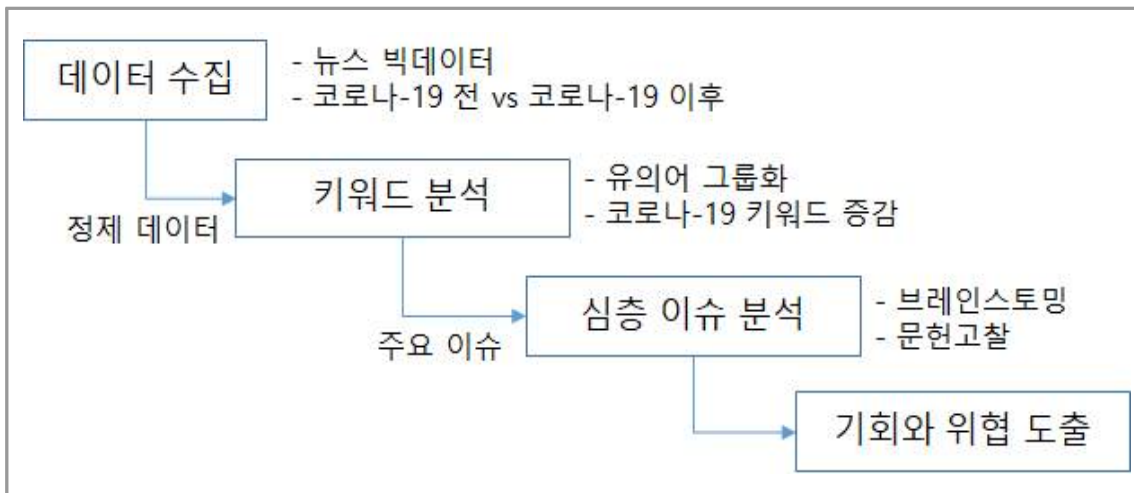 데이터 수집
- 뉴스 빅데이터
- 코로나-19 전 vs 코로나-19 이후
정제 데이터
키워드 분석
- 유의어 그룹화
- 코로나-19 키워드 증감
주요 이슈
심층 이슈 분석
- 브레인스토밍
- 문헌고찰
기회와 위협 도출